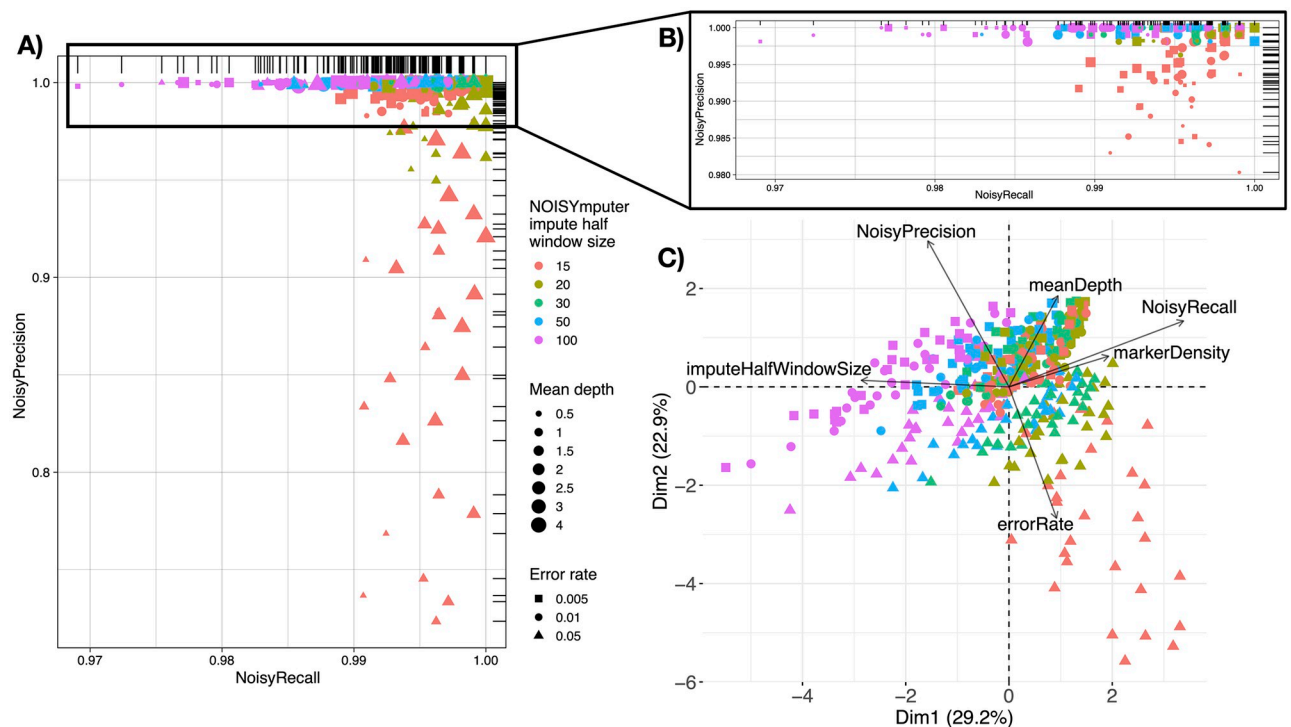 A)
1.0
0.9
0.8
NoisyPrecision
0.97
0.98
0.99
1.00
NoisyRecall
NOISYmputer
impute half
window size
15
20
30
50
100
Mean depth
0.5
1
1.5
2
2.5
3
4
Error rate
0.005
0.01
0.05
B)
1.000
0.995
0.990
0.985
0.980
NoisyPrecision
0.97
0.98
0.99
1.00
NoisyRecall
C)
NoisyPrecision
meanDepth
NoisyRecall
markerDensity
imputeHalfWindowSize
errorRate
2
0
−2
−4
−6
Dim2 (22.9%)
−4
−2
0
2
Dim1 (29.2%)